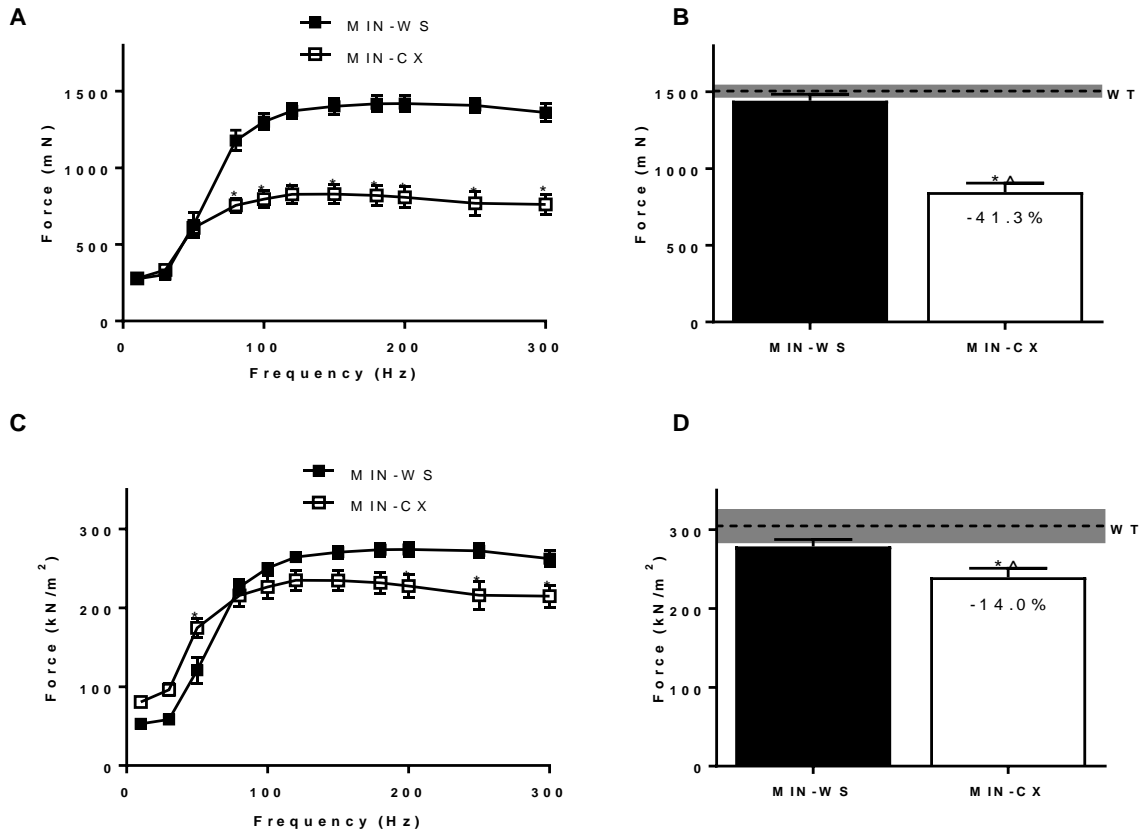 A
MIN-WS
MIN-CX
Force (mN)
1500
1000
500
0
* * * * * * * *
0 100 200 300
Frequency (Hz)
B
Force (mN)
1500
1000
500
0
WT
* ^
-41.3%
MIN-WS MIN-CX
C
MIN-WS
MIN-CX
Force (kN/m²)
300
200
100
0
* * * *
0 100 200 300
Frequency (Hz)
D
Force (kN/m²)
300
200
100
0
WT
* ^
-14.0%
MIN-WS MIN-CX